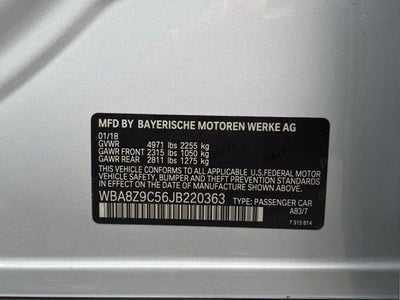 MFD BY BAYERISCHE MOTOREN WERKE AG
01/18
GVWR 4971 lbs 2255 kg
GAWR FRONT 2315 lbs 1050 kg
GAWR REAR 2811 lbs 1275 kg
THIS VEHICLE CONFORMS TO ALL APPLICABLE U.S.FEDERAL MOTOR
VEHICLE SAFETY, BUMPER, AND THEFT PREVENTION STANDARDS IN
EFFECT ON THE DATE OF MANUFACTURE SHOWN ABOVE.
WBA8Z9C56JB220363 TYPE: PASSENGER CAR
A83/7
7 315 814